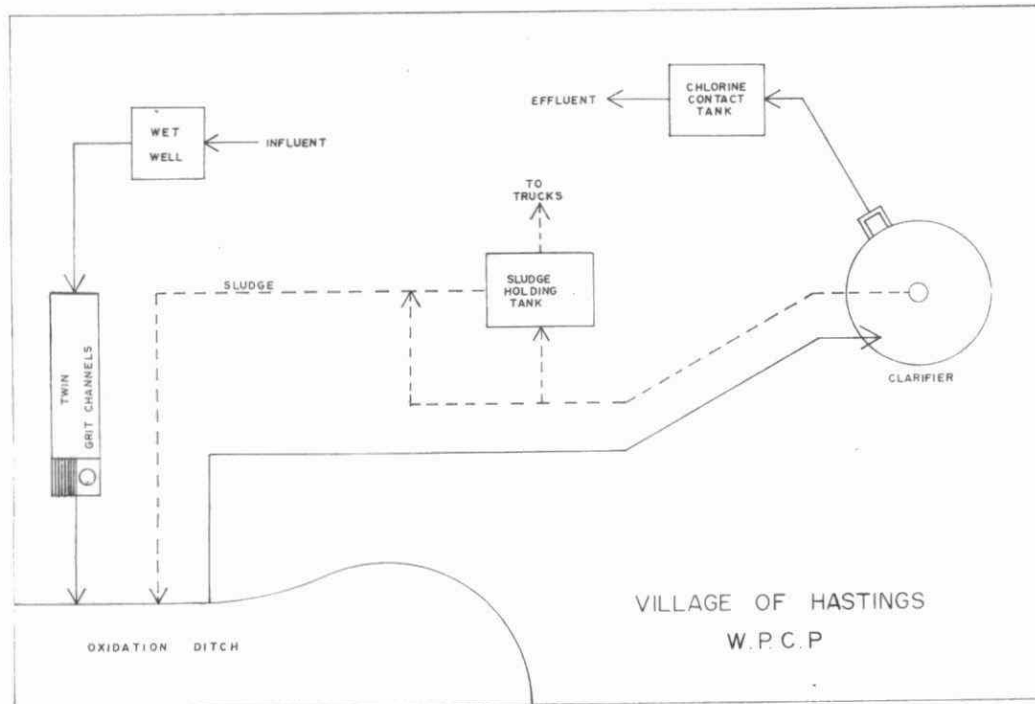 CHLORINE
CONTACT
TANK
EFFLUENT
WET
WELL
INFLUENT
TO
TRUCKS
SLUDGE
HOLDING
TANK
SLUDGE
TWIN
GRIT CHANNELS
CLARIFIER
VILLAGE OF HASTINGS
W.P.C.P
OXIDATION DITCH